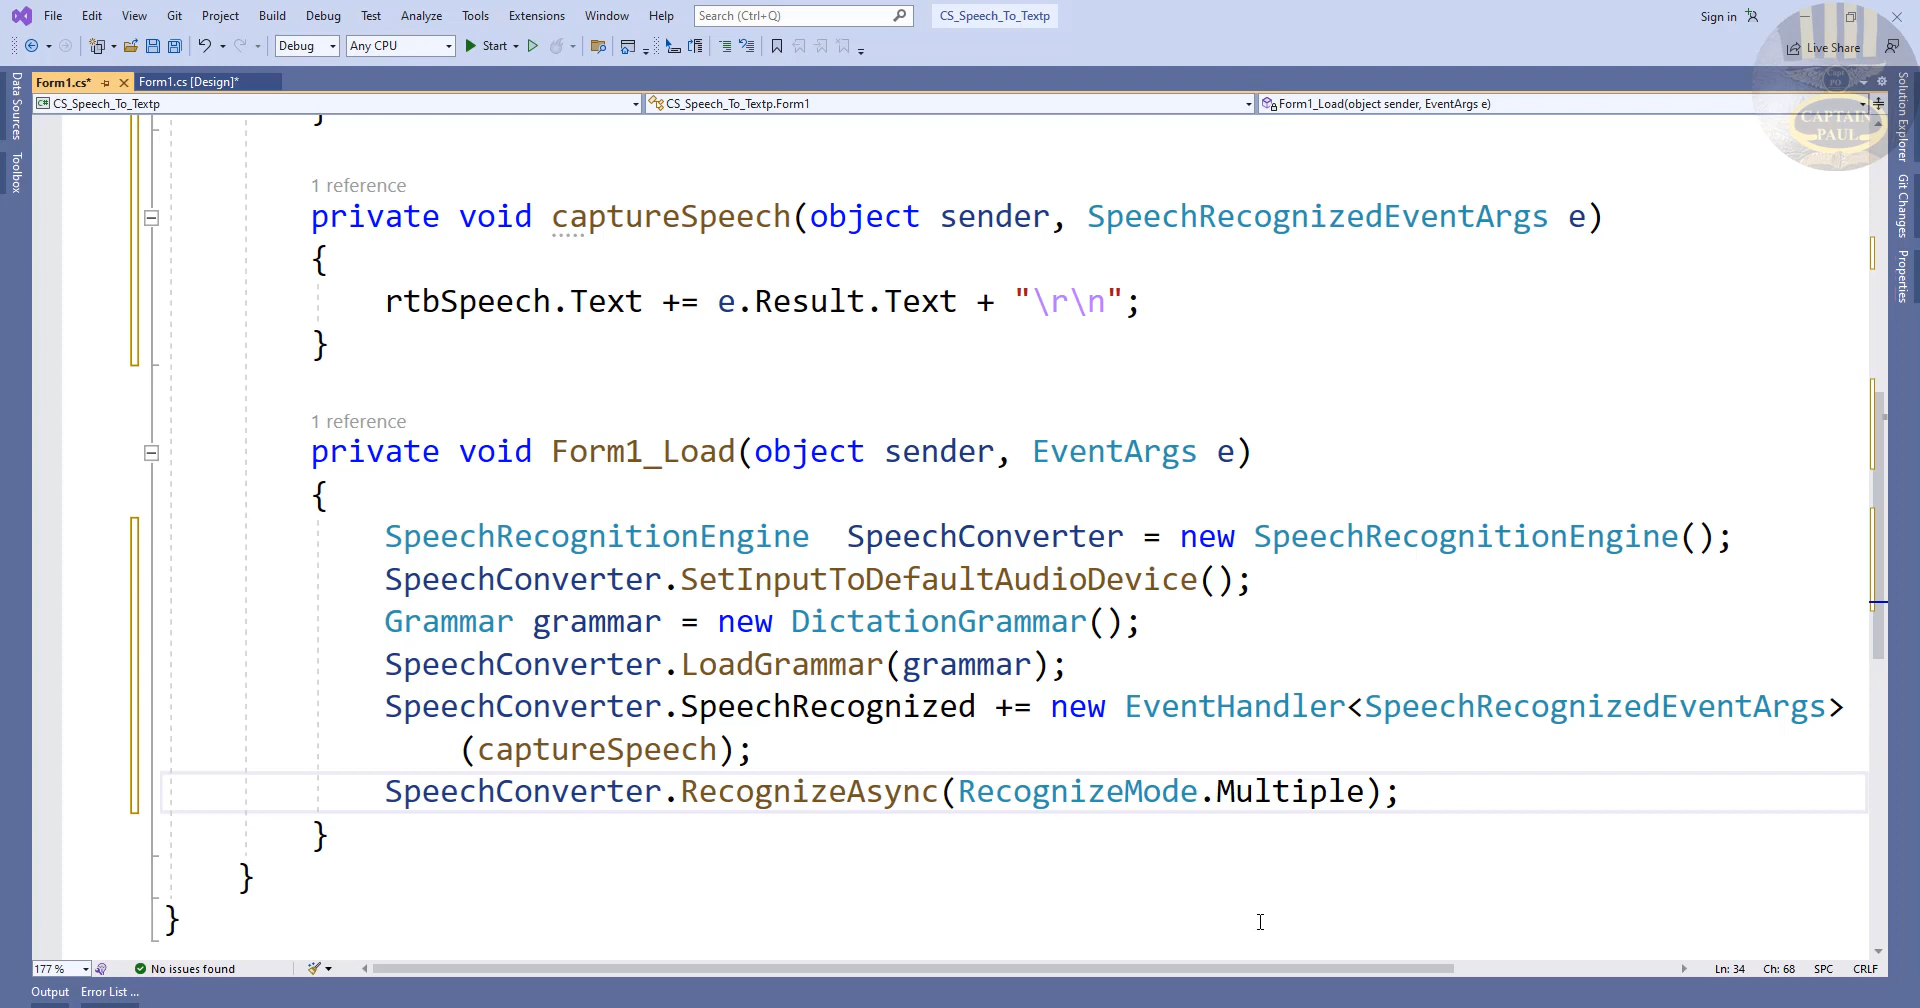 File Edit View Git Project Build Debug Test Analyze Tools Extensions Window Help Search (Ctrl+Q) CS_Speech_To_Textp Sign in
Debug Any CPU Start Live Share
Form1.cs* Form1.cs [Design]*
CS_Speech_To_Textp CS_Speech_To_Textp.Form1 Form1_Load(object sender, EventArgs e)
Data Sources
Toolbox
Solution Explorer
Git Changes
Properties
Capt
PO
CAPTAIN
PAUL
}
1 reference
private void captureSpeech(object sender, SpeechRecognizedEventArgs e)
{
rtbSpeech.Text += e.Result.Text + "\r\n";
}
1 reference
private void Form1_Load(object sender, EventArgs e)
{
SpeechRecognitionEngine  SpeechConverter = new SpeechRecognitionEngine();
SpeechConverter.SetInputToDefaultAudioDevice();
Grammar grammar = new DictationGrammar();
SpeechConverter.LoadGrammar(grammar);
SpeechConverter.SpeechRecognized += new EventHandler<SpeechRecognizedEventArgs>
(captureSpeech);
SpeechConverter.RecognizeAsync(RecognizeMode.Multiple);
}
}
}
177 % No issues found Ln: 34 Ch: 68 SPC CRLF
Output Error List ...